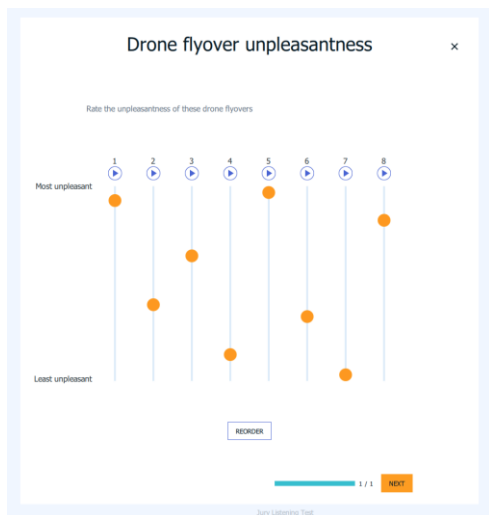 Drone flyover unpleasantness ×
Rate the unpleasantness of these drone flyovers
1 2 3 4 5 6 7 8
Most unpleasant
Least unpleasant
REORDER
1 / 1 NEXT
Jury Listening Test